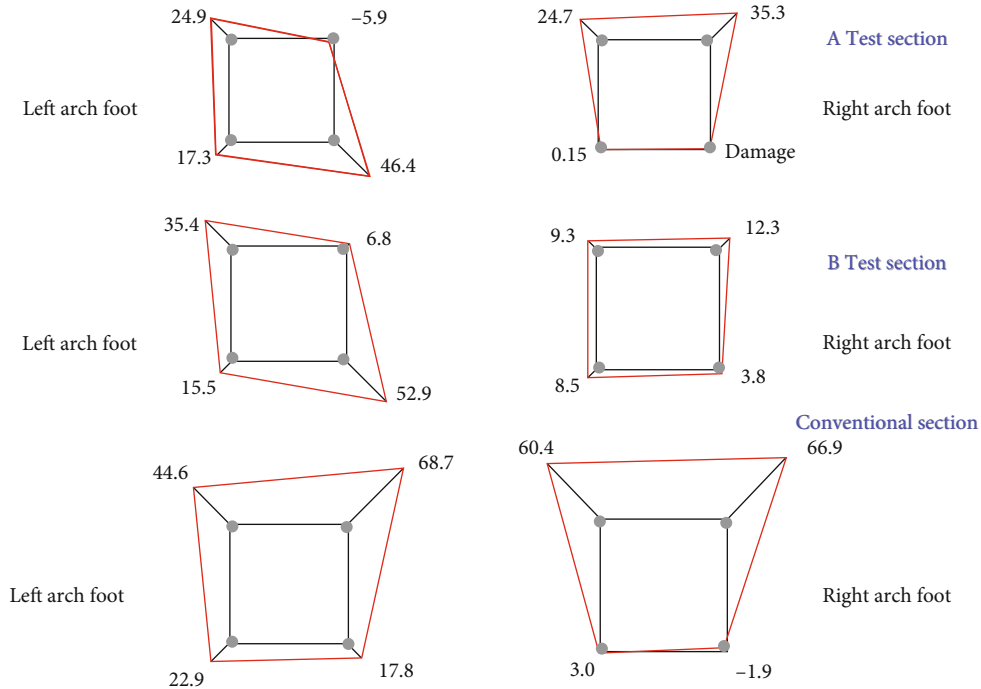 24.9
–5.9
24.7
35.3
A Test section
Left arch foot
Right arch foot
17.3
46.4
0.15
Damage
35.4
6.8
9.3
12.3
B Test section
Left arch foot
Right arch foot
15.5
52.9
8.5
3.8
Conventional section
44.6
68.7
60.4
66.9
Left arch foot
Right arch foot
22.9
17.8
3.0
–1.9